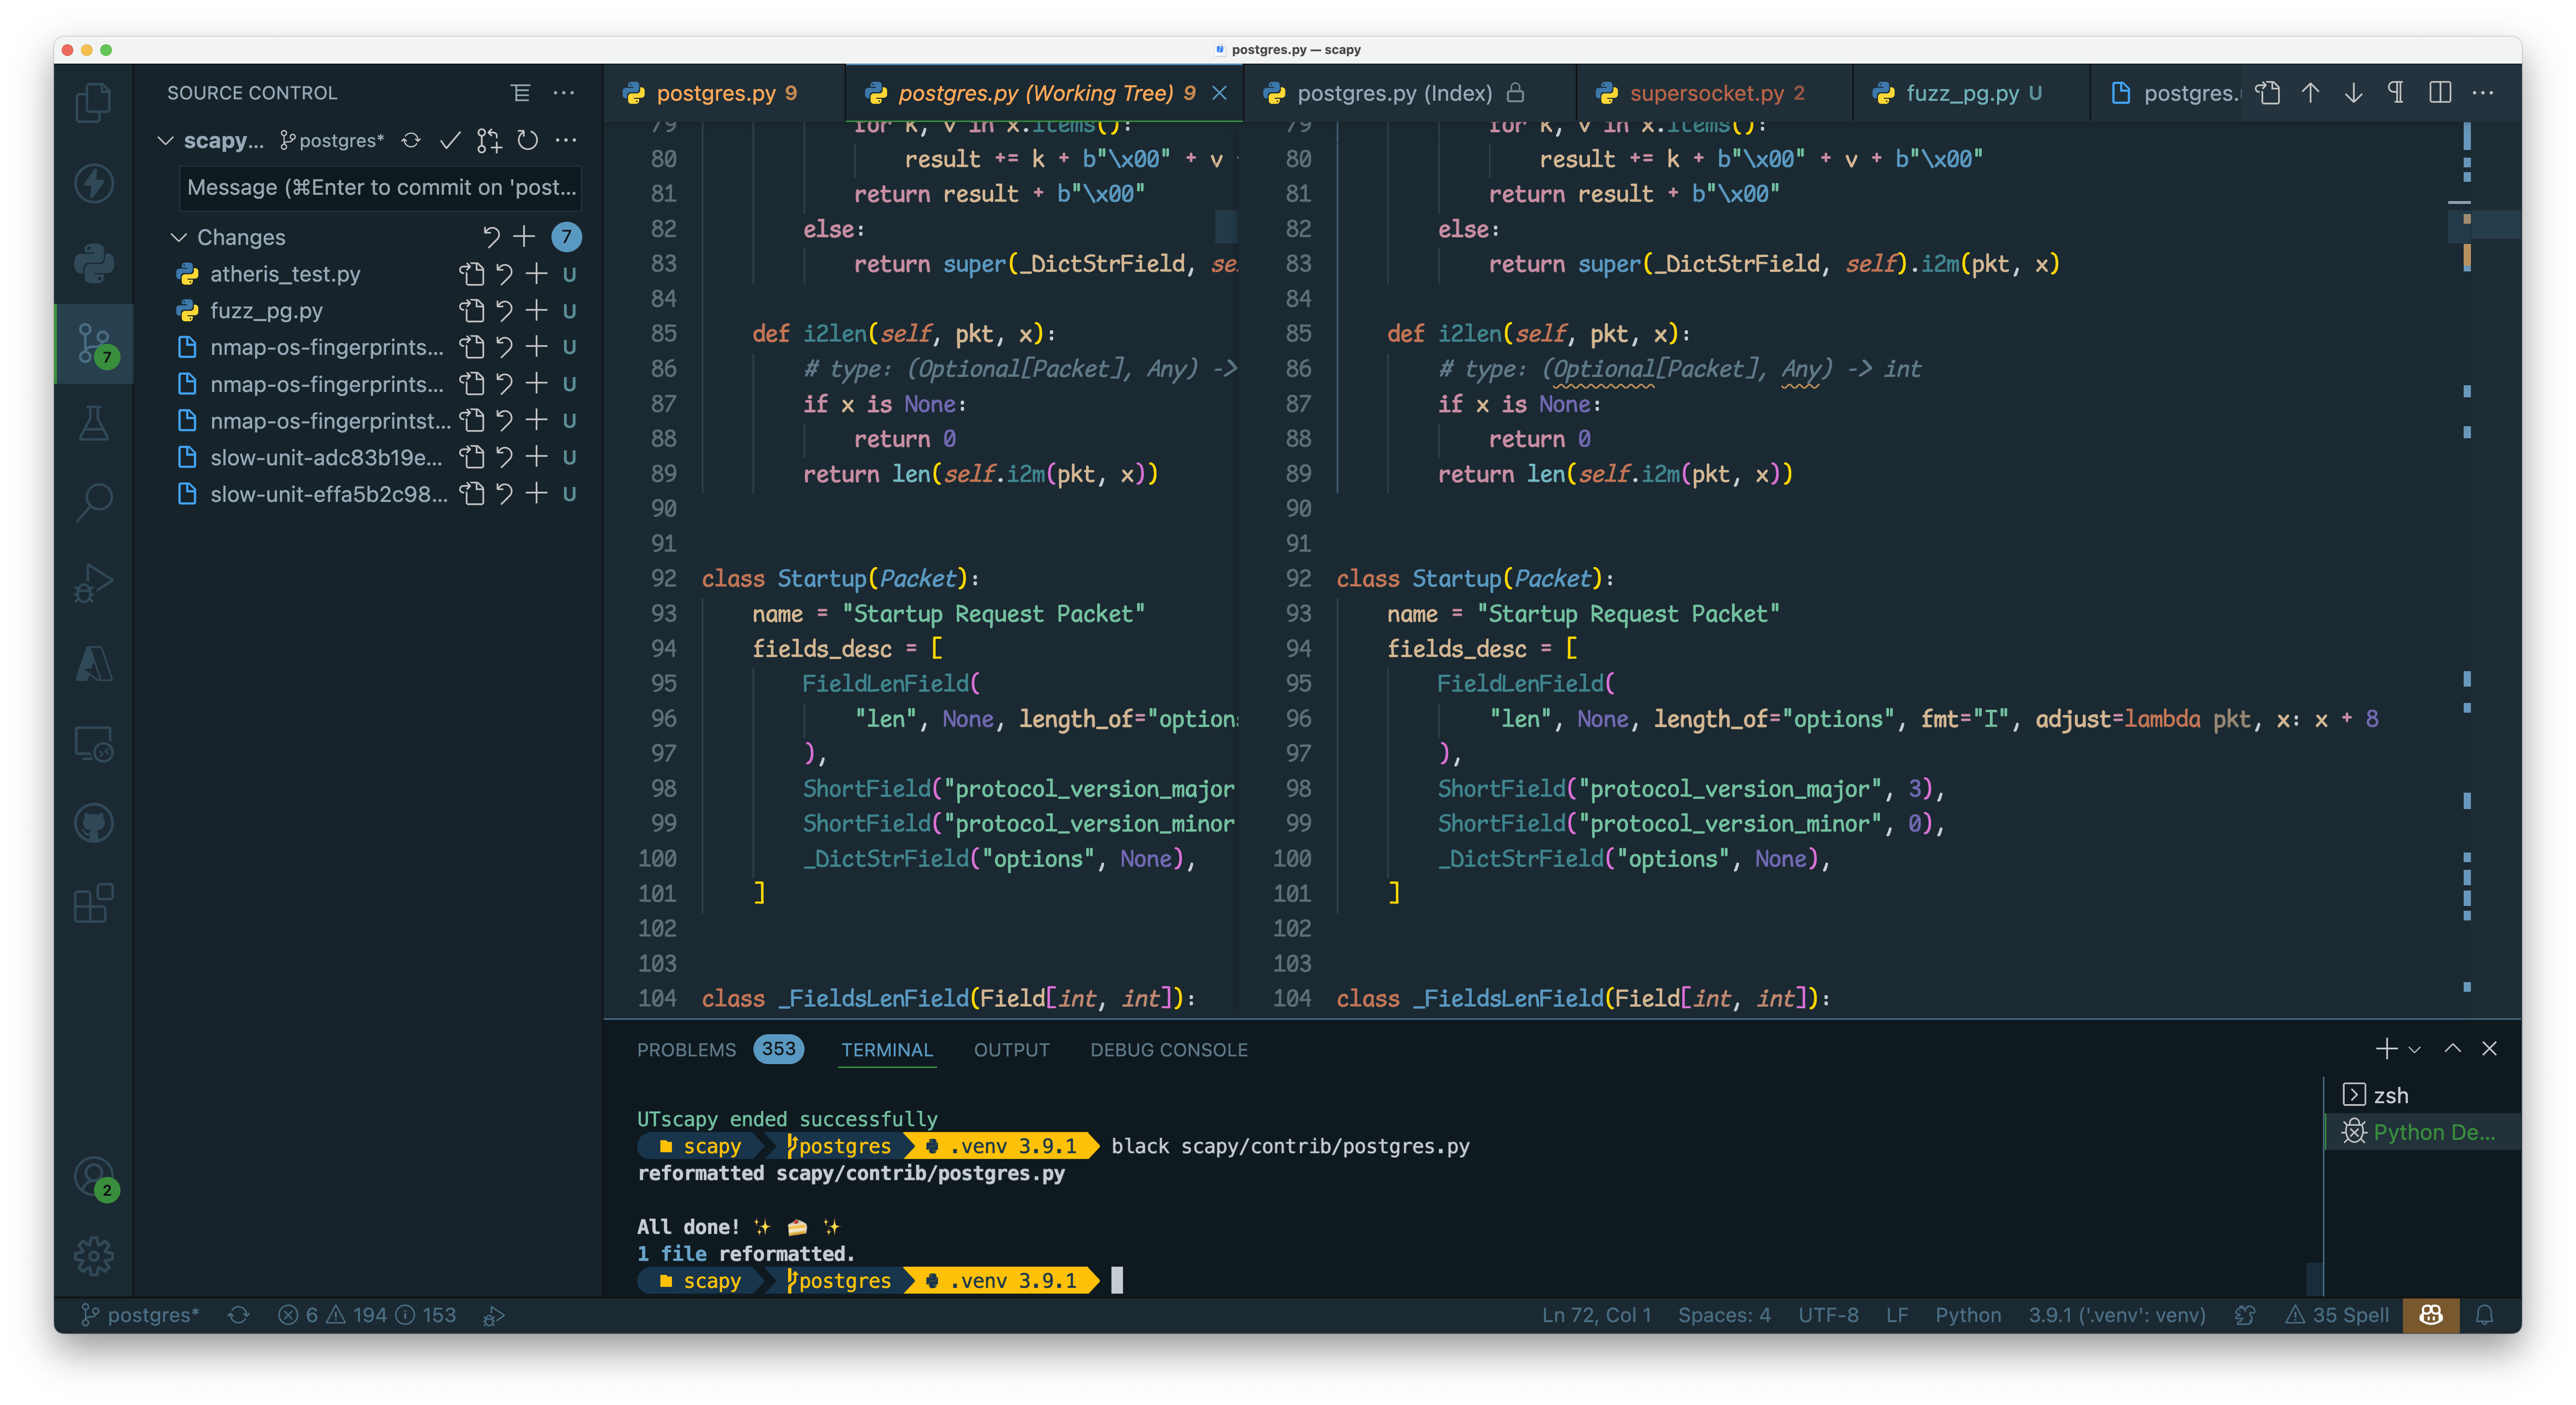 postgres.py — scapy
SOURCE CONTROL
scapy... postgres*
Message (⌘Enter to commit on 'post...
Changes 7
atheris_test.py U
fuzz_pg.py U
nmap-os-fingerprints... U
nmap-os-fingerprints... U
nmap-os-fingerprintst... U
slow-unit-adc83b19e... U
slow-unit-effa5b2c98... U
7
2
postgres.py 9
postgres.py (Working Tree) 9
postgres.py (Index)
supersocket.py 2
fuzz_pg.py U
postgres.
79 for k, v in x.items():
80 result += k + b"\x00" + v
81 return result + b"\x00"
82 else:
83 return super(_DictStrField, se
84
85 def i2len(self, pkt, x):
86 # type: (Optional[Packet], Any) ->
87 if x is None:
88 return 0
89 return len(self.i2m(pkt, x))
90
91
92 class Startup(Packet):
93 name = "Startup Request Packet"
94 fields_desc = [
95 FieldLenField(
96 "len", None, length_of="option
97 ),
98 ShortField("protocol_version_major
99 ShortField("protocol_version_minor
100 _DictStrField("options", None),
101 ]
102
103
104 class _FieldsLenField(Field[int, int]):
79 for k, v in x.items():
80 result += k + b"\x00" + v + b"\x00"
81 return result + b"\x00"
82 else:
83 return super(_DictStrField, self).i2m(pkt, x)
84
85 def i2len(self, pkt, x):
86 # type: (Optional[Packet], Any) -> int
87 if x is None:
88 return 0
89 return len(self.i2m(pkt, x))
90
91
92 class Startup(Packet):
93 name = "Startup Request Packet"
94 fields_desc = [
95 FieldLenField(
96 "len", None, length_of="options", fmt="I", adjust=lambda pkt, x: x + 8
97 ),
98 ShortField("protocol_version_major", 3),
99 ShortField("protocol_version_minor", 0),
100 _DictStrField("options", None),
101 ]
102
103
104 class _FieldsLenField(Field[int, int]):
PROBLEMS 353 TERMINAL OUTPUT DEBUG CONSOLE
UTscapy ended successfully
scapy postgres .venv 3.9.1 black scapy/contrib/postgres.py
reformatted scapy/contrib/postgres.py
All done! ✨ 🍰 ✨
1 file reformatted.
scapy postgres .venv 3.9.1
zsh
Python De...
postgres* 6 194 153
Ln 72, Col 1 Spaces: 4 UTF-8 LF Python 3.9.1 ('.venv': venv) 35 Spell